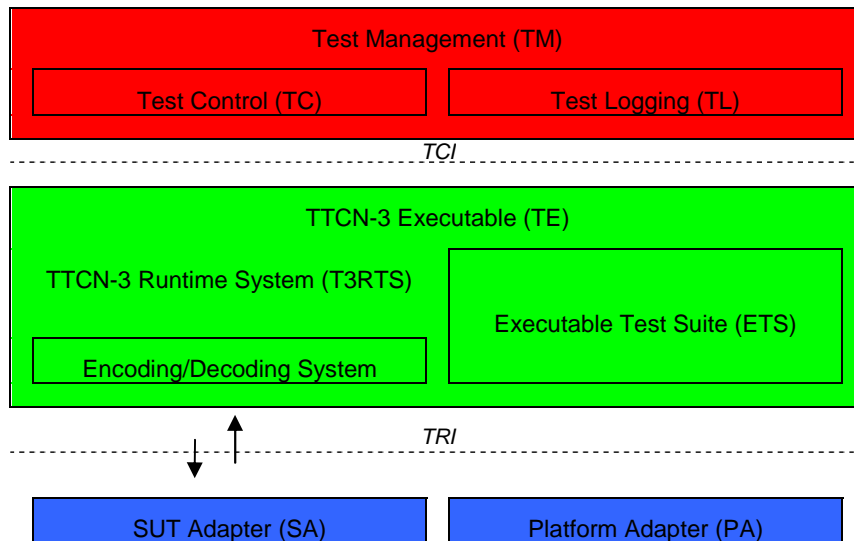 Test Management (TM)
Test Control (TC)
Test Logging (TL)
TCI
TTCN-3 Executable (TE)
TTCN-3 Runtime System (T3RTS)
Executable Test Suite (ETS)
Encoding/Decoding System
TRI
SUT Adapter (SA)
Platform Adapter (PA)